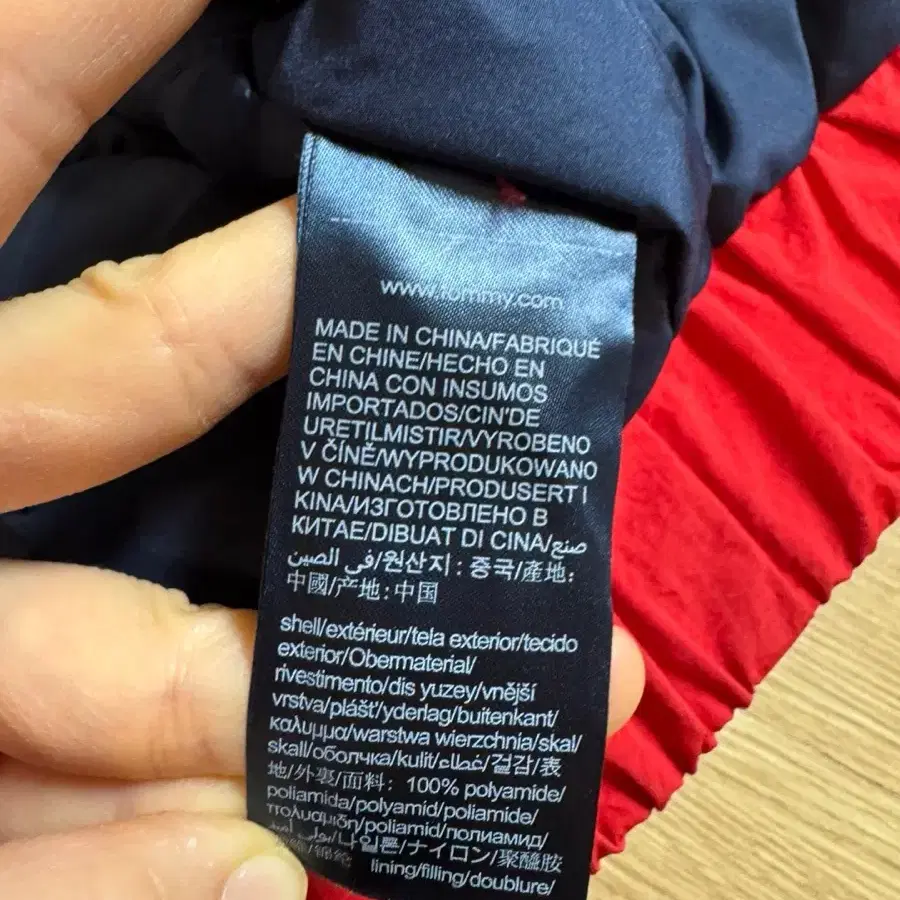 www.tommy.com
MADE IN CHINA/FABRIQUÉ
EN CHINE/HECHO EN
CHINA CON INSUMOS
IMPORTADOS/CIN'DE
URETILMISTIR/VYROBENO
V ČÍNĚ/WYPRODUKOWANO
W CHINACH/PRODUSERT I
KINA/ИЗГОТОВЛЕНО В
КИТАЕ/DIBUAT DI CINA/صنع
في الصين/원산지 : 중국/產地:
中國/产地: 中国
shell/extérieur/tela exterior/tecido
exterior/Obermaterial/
rivestimento/dis yuzey/vnější
vrstva/plášť/yderlag/buitenkant/
καλυμμα/warstwa wierzchnia/skal/
skall/оболчка/kulit/غطاء/겉감/表
地/外裏/面料: 100% polyamide/
poliamida/polyamid/poliamide/
πολυαμιδη/poliamid/полиамид/
나일론/ナイロン/聚醯胺
lining/filling/doublure/